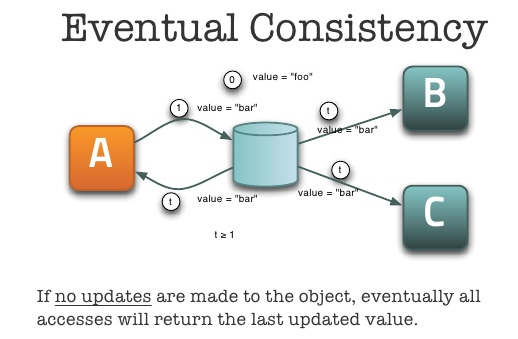 Eventual Consistency
0 value = "foo"
1 value = "bar"
t
value = "bar"
A
B
t
value = "bar"
t value = "bar"
C
t ≥ 1
If no updates are made to the object, eventually all
accesses will return the last updated value.